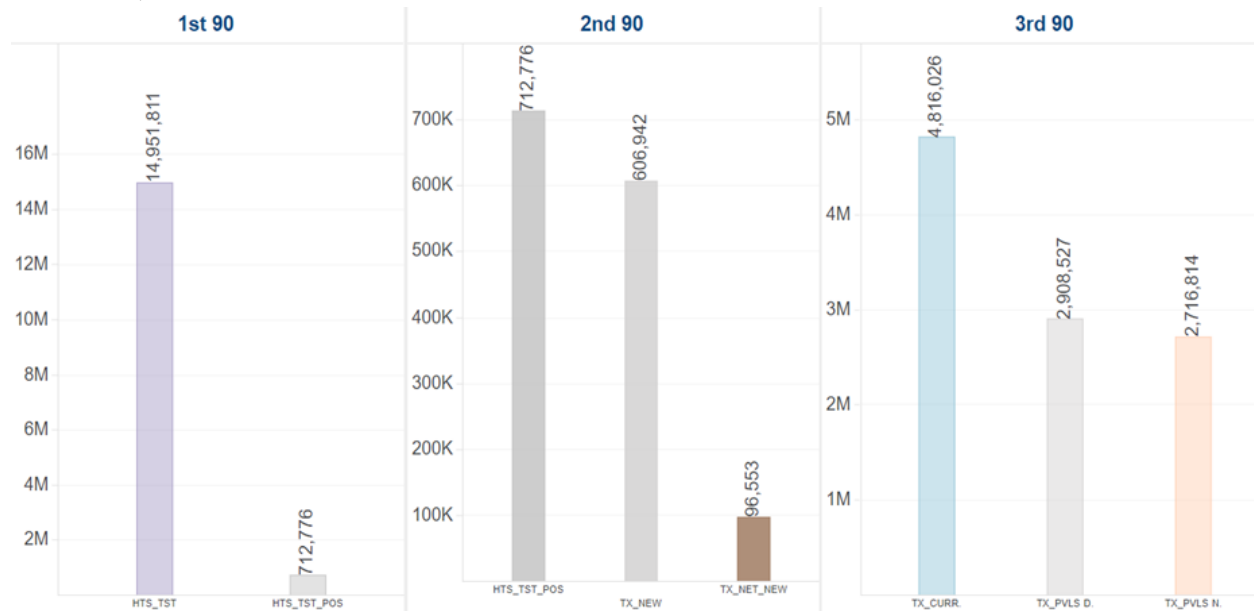 1st 90
16M
14M
12M
10M
8M
6M
4M
2M
14,951,811
712,776
HTS_TST
HTS_TST_POS
2nd 90
700K
600K
500K
400K
300K
200K
100K
712,776
606,942
96,553
HTS_TST_POS
TX_NEW
TX_NET_NEW
3rd 90
5M
4M
3M
2M
1M
4,816,026
2,908,527
2,716,814
TX_CURR.
TX_PVLS D.
TX_PVLS N.